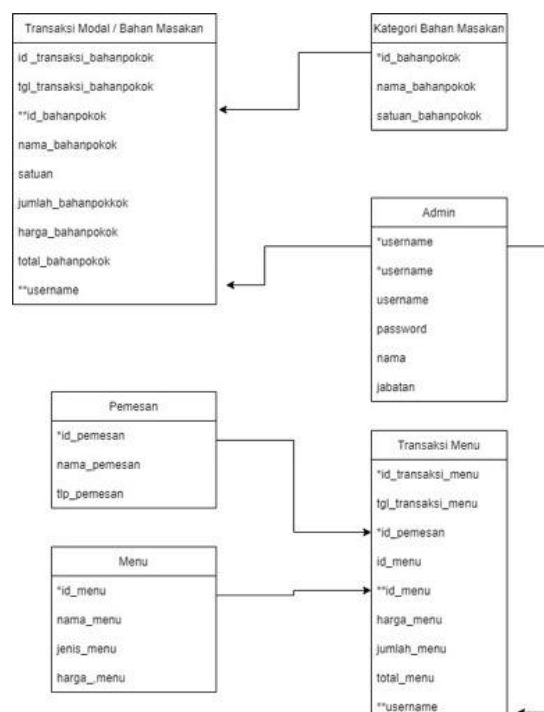 Transaksi Modal / Bahan Masakan
id _transaksi_bahanpokok
tgl_transaksi_bahanpokok
**id_bahanpokok
nama_bahanpokok
satuan
jumlah_bahanpokkok
harga_bahanpokok
total_bahanpokok
**username
Kategori Bahan Masakan
*id_bahanpokok
nama_bahanpokok
satuan_bahanpokok
Admin
*username
*username
username
password
nama
jabatan
Pemesan
*id_pemesan
nama_pemesan
tlp_pemesan
Menu
*id_menu
nama_menu
jenis_menu
harga_.menu
Transaksi Menu
*id_transaksi_menu
tgl_transaksi_menu
*id_pemesan
id_menu
**id_menu
harga_menu
jumlah_menu
total_menu
**username